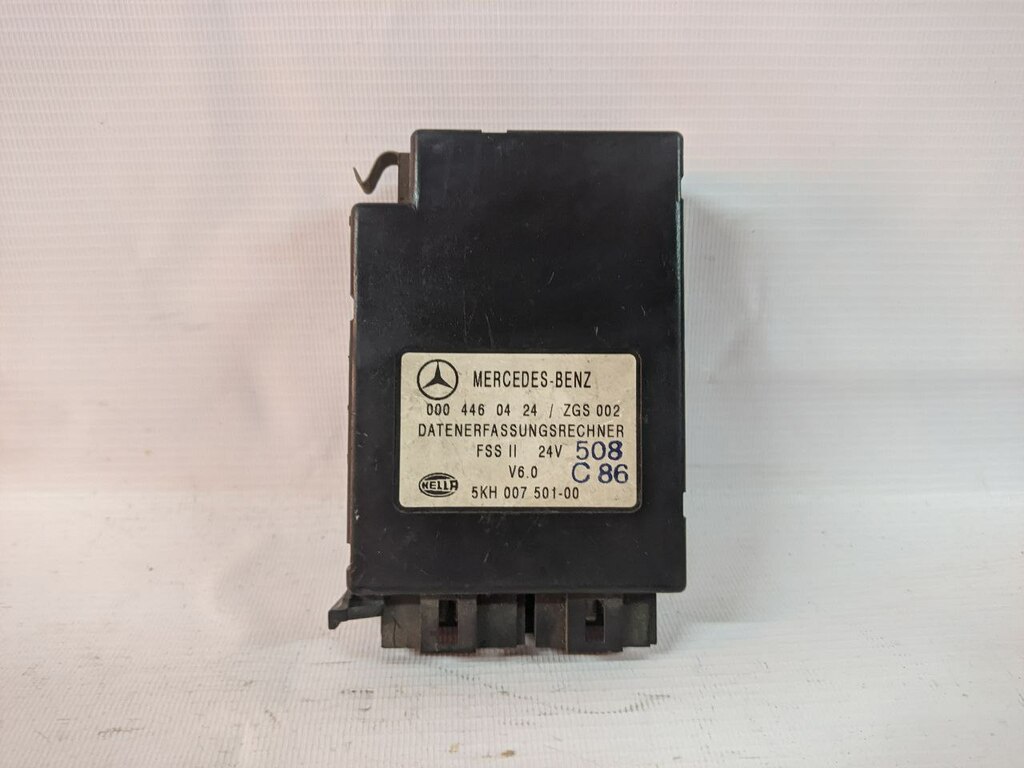 MERCEDES-BENZ
000 446 04 24 / ZGS 002
DATENERFASSUNGSRECHNER
FSS II 24V 508
V6.0 C 86
HELLA 5KH 007 501-00